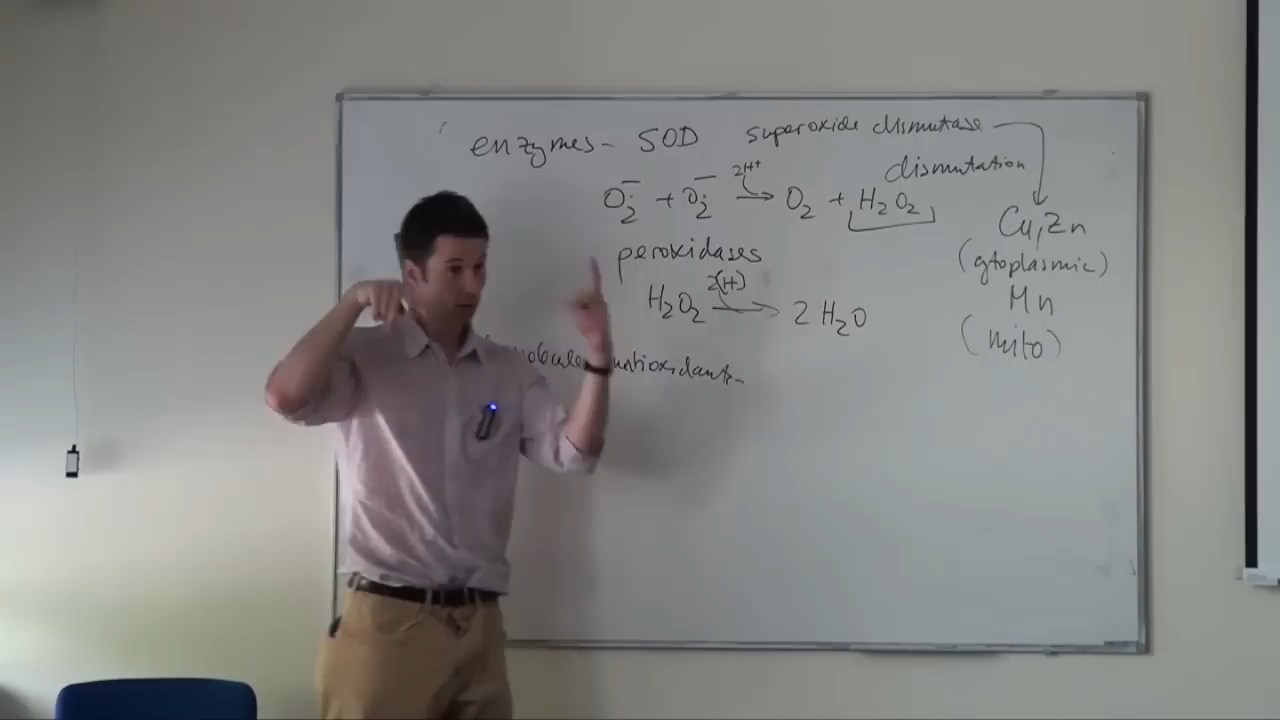 enzymes - SOD superoxide dismutase
dismutation
2H⁺
O₂•⁻ + O₂•⁻ → O₂ + H₂O₂
Cu,Zn
peroxidases
(cytoplasmic)
2[H]
H₂O₂ → 2 H₂O
Mn
(mito)
antioxidants -